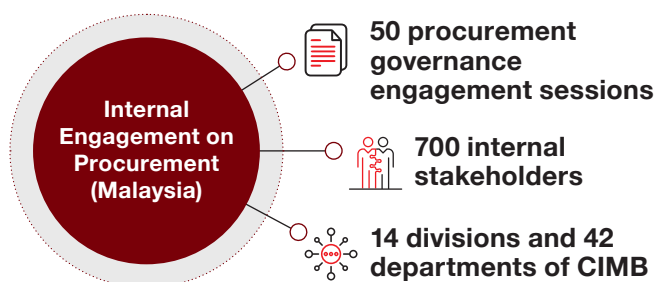 Internal
Engagement on
Procurement
(Malaysia)
50 procurement
governance
engagement sessions
700 internal
stakeholders
14 divisions and 42
departments of CIMB